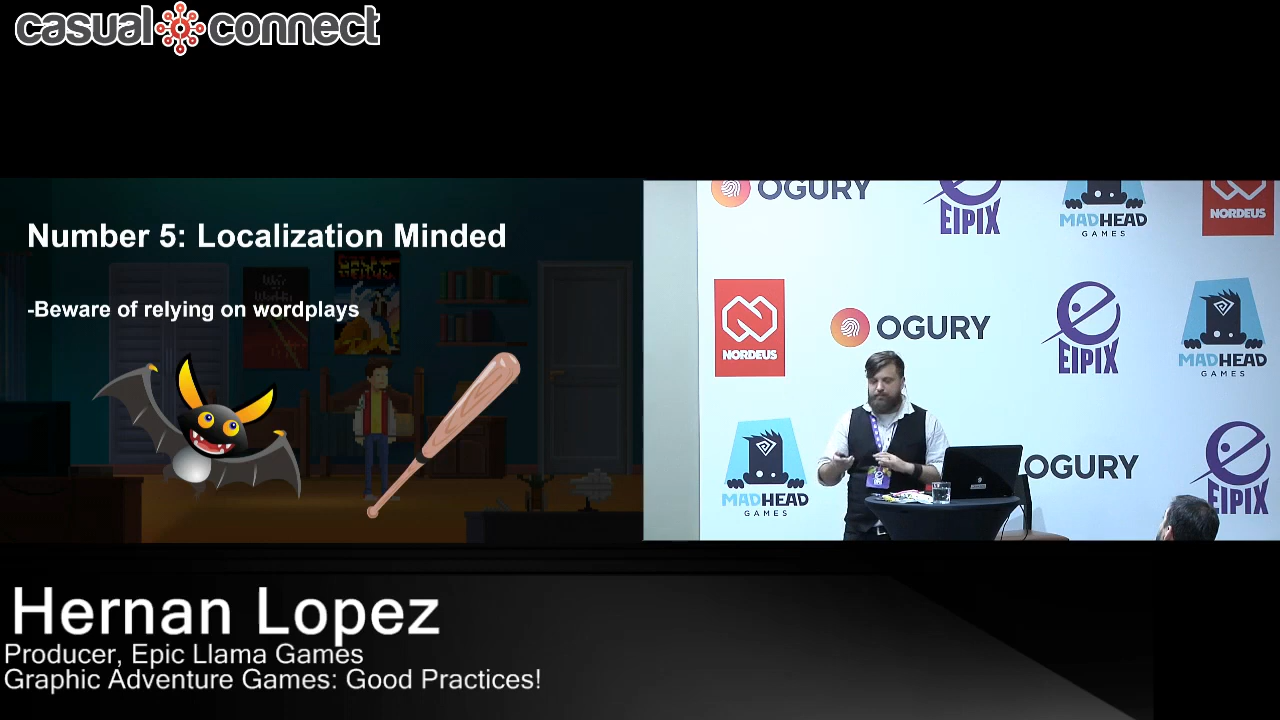 casual connect
Number 5: Localization Minded
-Beware of relying on wordplays
OGURY
EIPIX
MADHEAD
GAMES
NORDEUS
NORDEUS
OGURY
EIPIX
MADHEAD
GAMES
MADHEAD
GAMES
OGURY
EIPIX
Hernan Lopez
Producer, Epic Llama Games
Graphic Adventure Games: Good Practices!